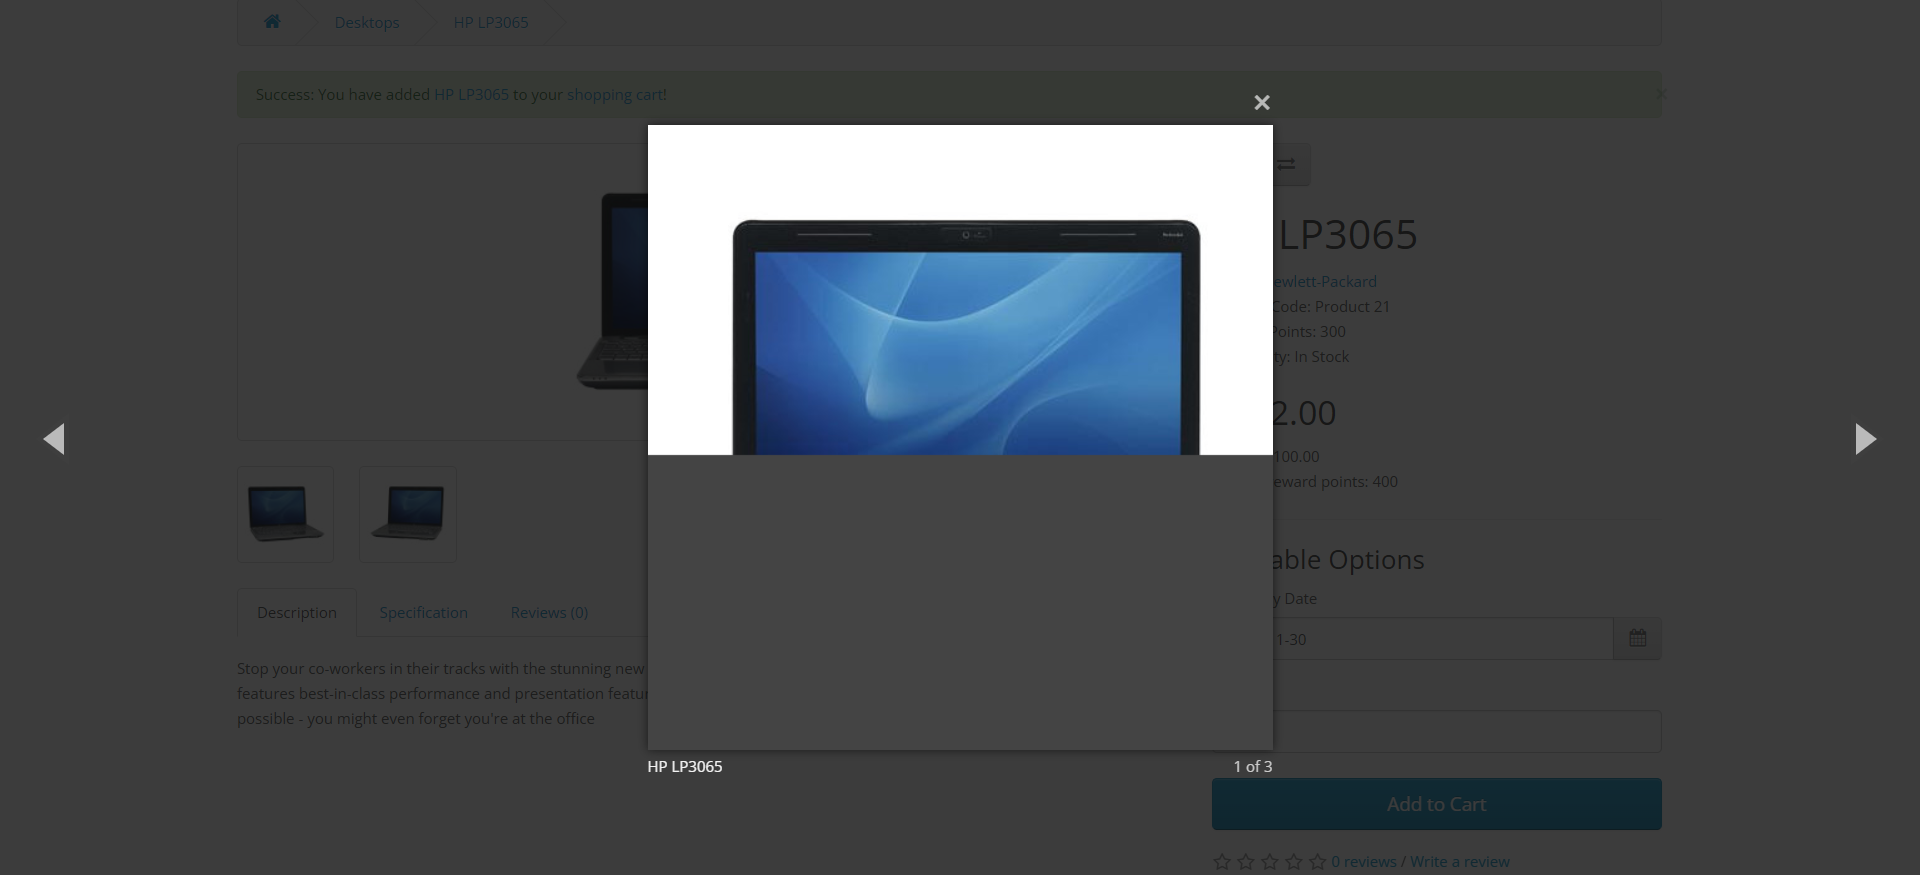 Desktops
HP LP3065
Success: You have added HP LP3065 to your shopping cart!
×
LP3065
ewlett-Packard
Code: Product 21
Points: 300
ty: In Stock
2.00
100.00
eward points: 400
able Options
y Date
1-30
Description
Specification
Reviews (0)
Stop your co-workers in their tracks with the stunning new
features best-in-class performance and presentation featur
possible - you might even forget you're at the office
HP LP3065
1 of 3
Add to Cart
0 reviews / Write a review